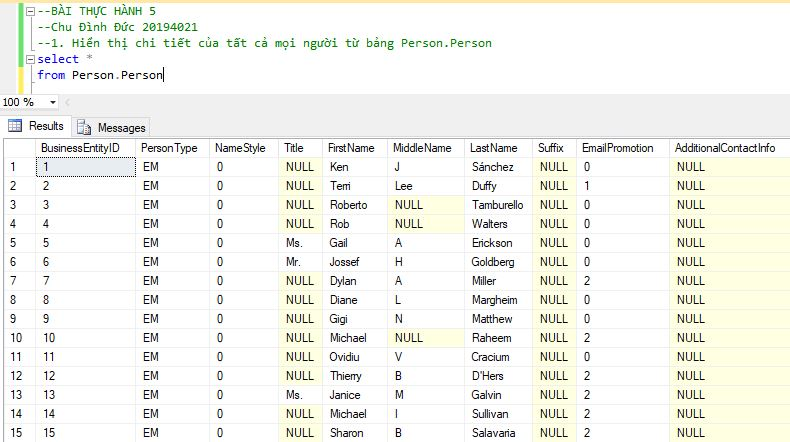 --BÀI THỰC HÀNH 5
--Chu Đình Đức 20194021
--1. Hiển thị chi tiết của tất cả mọi người từ bảng Person.Person
select *
from Person.Person
100 %
Results Messages
BusinessEntityID PersonType NameStyle Title FirstName MiddleName LastName Suffix EmailPromotion AdditionalContactInfo
1 1 EM 0 NULL Ken J Sánchez NULL 0 NULL
2 2 EM 0 NULL Terri Lee Duffy NULL 1 NULL
3 3 EM 0 NULL Roberto NULL Tamburello NULL 0 NULL
4 4 EM 0 NULL Rob NULL Walters NULL 0 NULL
5 5 EM 0 Ms. Gail A Erickson NULL 0 NULL
6 6 EM 0 Mr. Jossef H Goldberg NULL 0 NULL
7 7 EM 0 NULL Dylan A Miller NULL 2 NULL
8 8 EM 0 NULL Diane L Margheim NULL 0 NULL
9 9 EM 0 NULL Gigi N Matthew NULL 0 NULL
10 10 EM 0 NULL Michael NULL Raheem NULL 2 NULL
11 11 EM 0 NULL Ovidiu V Cracium NULL 0 NULL
12 12 EM 0 NULL Thierry B D'Hers NULL 2 NULL
13 13 EM 0 Ms. Janice M Galvin NULL 2 NULL
14 14 EM 0 NULL Michael I Sullivan NULL 2 NULL
15 15 EM 0 NULL Sharon B Salavaria NULL 2 NULL